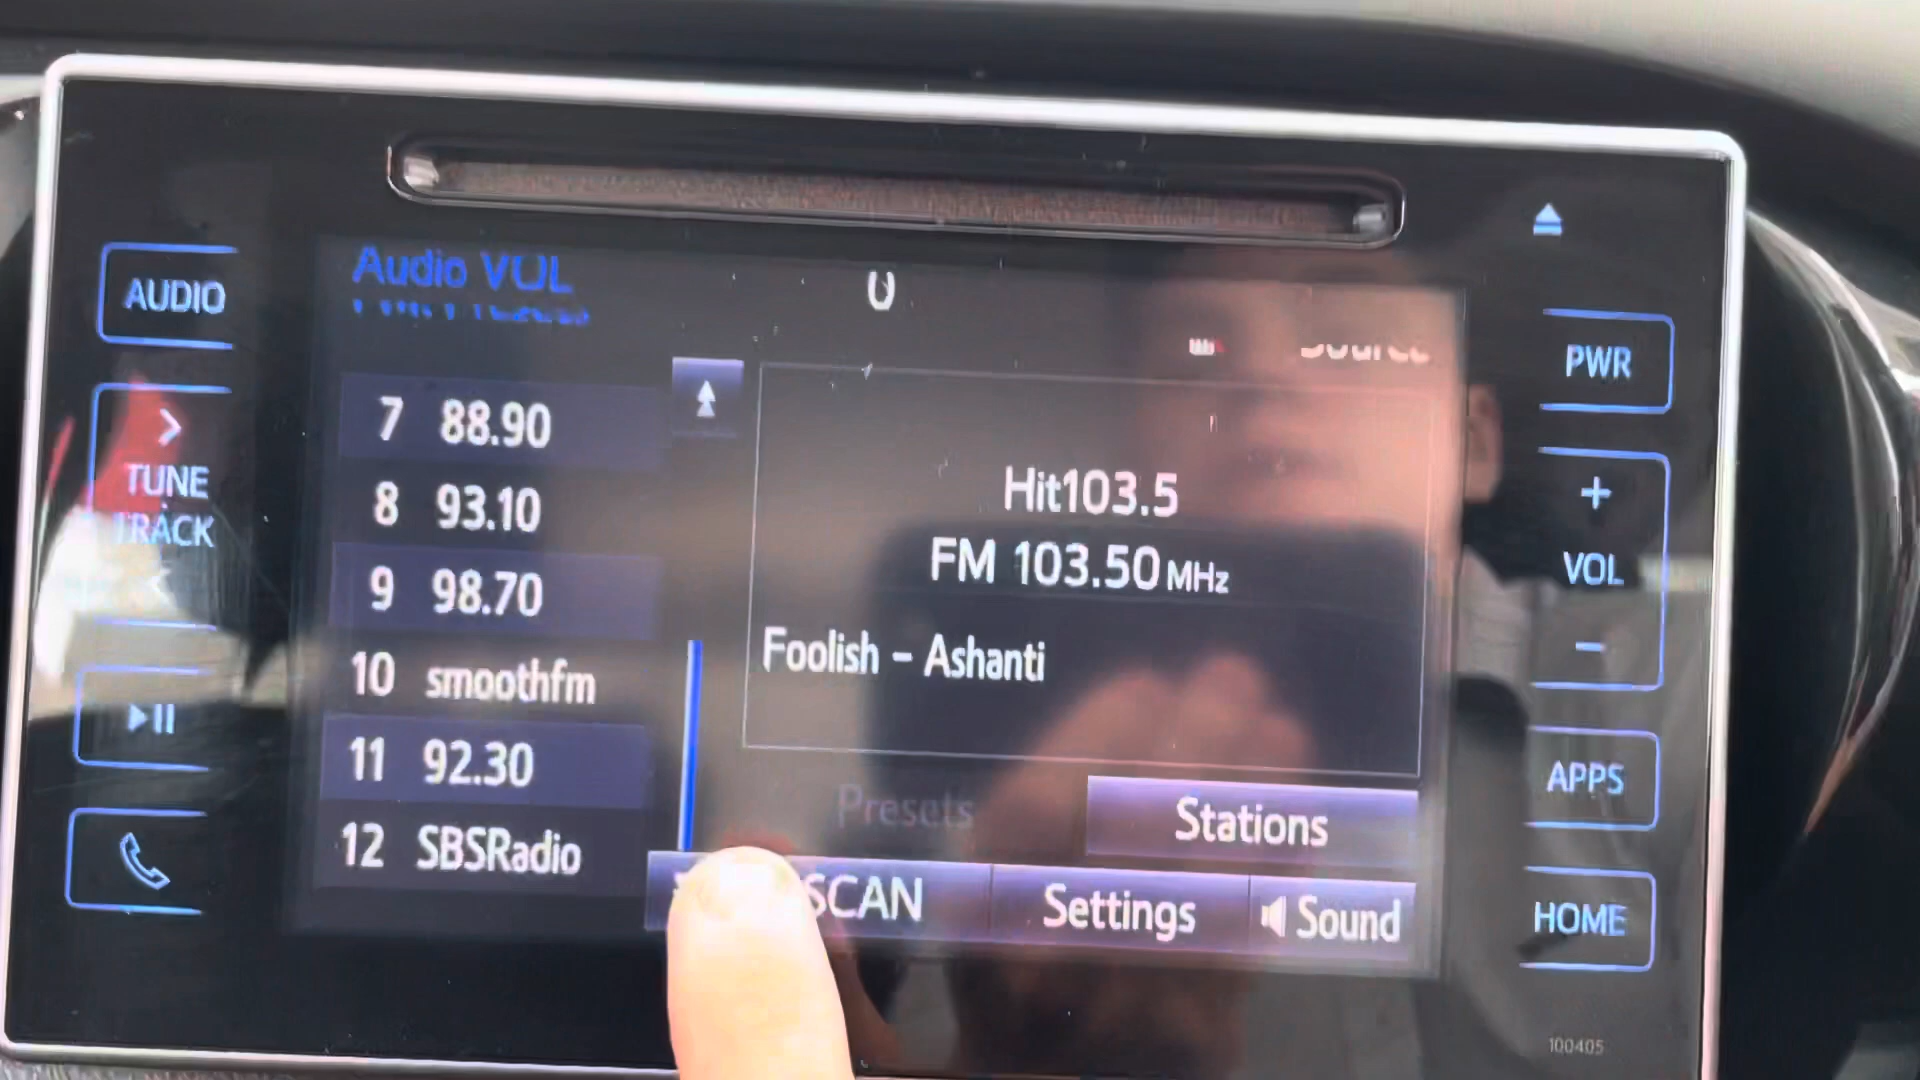 Audio VOL
0
AUDIO
PWR
7 88.90
8 93.10
9 98.70
10 smoothfm
11 92.30
12 SBSRadio
TUNE
TRACK
Hit103.5
FM 103.50 MHz
Foolish - Ashanti
Presets
Stations
SCAN
Settings
Sound
+
VOL
-
APPS
HOME
100405